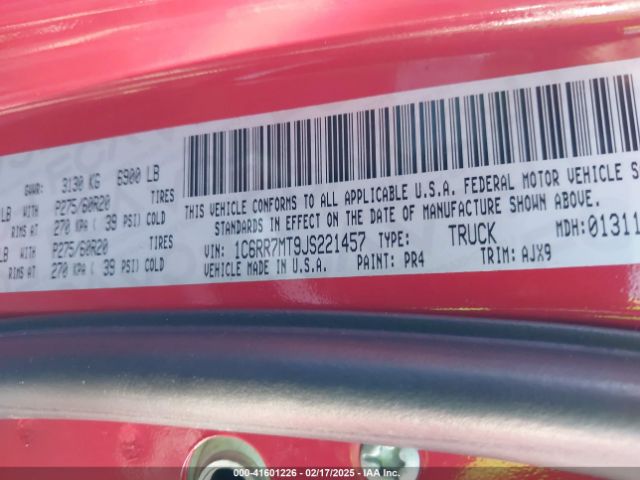 GVWR: 3130 KG 6900 LB
LB WITH P275/60R20 TIRES
RIMS AT 270 KPA ( 39 PSI) COLD
LB WITH P275/60R20 TIRES
RIMS AT 270 KPA ( 39 PSI) COLD
THIS VEHICLE CONFORMS TO ALL APPLICABLE U.S.A. FEDERAL MOTOR VEHICLE S
STANDARDS IN EFFECT ON THE DATE OF MANUFACTURE SHOWN ABOVE.
VIN: 1C6RR7MT9JS221457 TYPE: TRUCK MDH: 01311
VEHICLE MADE IN U.S.A. PAINT: PR4 TRIM: AJX9
000-41601226 - 02/17/2025 - IAAI.COM